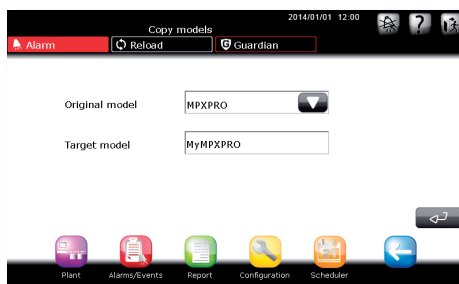 2014/01/01 12:00
Copy models
Alarm Reload Guardian
Original model MPXPRO
Target model MyMPXPRO
Plant Alarms/Events Report Configuration Scheduler